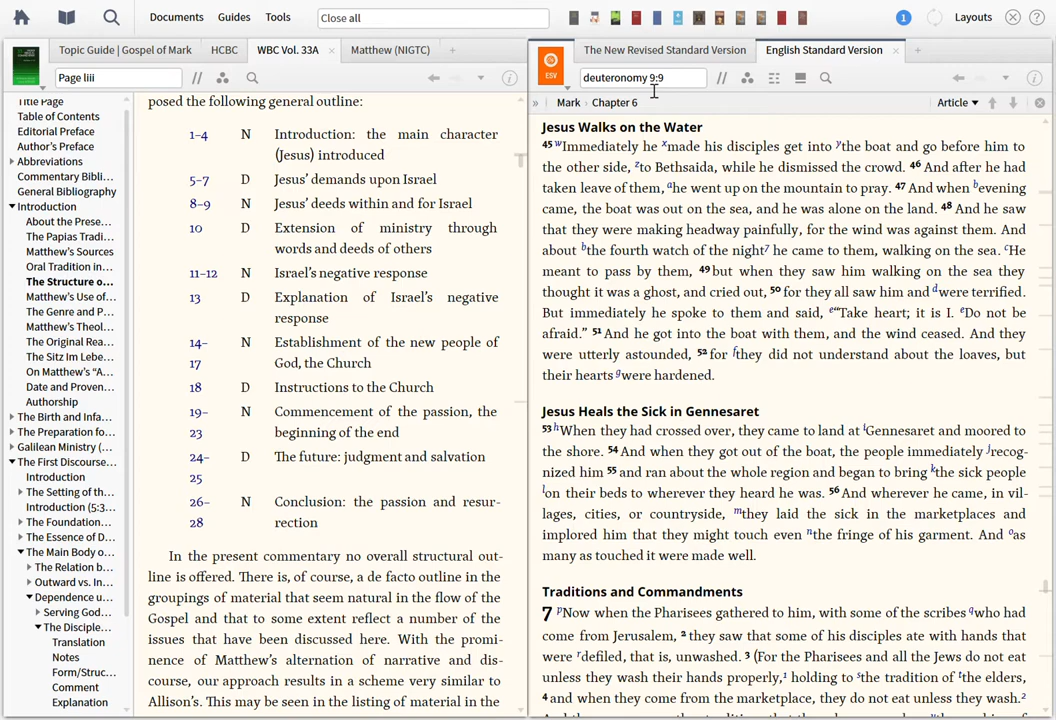 Documents Guides Tools Close all 1 Layouts
Topic Guide | Gospel of Mark HCBC WBC Vol. 33A Matthew (NIGTC)
Page liii
Title Page
Table of Contents
Editorial Preface
Author's Preface
Abbreviations
Commentary Bibli...
General Bibliography
Introduction
About the Prese...
The Papias Tradi...
Matthew's Sources
Oral Tradition in...
The Structure o...
Matthew's Use of...
The Genre and P...
Matthew's Theol...
The Original Rea...
The Sitz Im Lebe...
On Matthew's “A...
Date and Proven...
Authorship
The Birth and Infa...
The Preparation fo...
Galilean Ministry (...
The First Discourse...
Introduction
The Setting of th...
Introduction (5:3...
The Foundation...
The Essence of D...
The Main Body o...
The Relation b...
Outward vs. In...
Dependence u...
Serving God...
The Disciple...
Translation
Notes
Form/Struc...
Comment
Explanation
posed the following general outline:
1–4 N Introduction: the main character
(Jesus) introduced
5–7 D Jesus' demands upon Israel
8–9 N Jesus' deeds within and for Israel
10 D Extension of ministry through
words and deeds of others
11–12 N Israel's negative response
13 D Explanation of Israel's negative
response
14– N Establishment of the new people of
17 God, the Church
18 D Instructions to the Church
19– N Commencement of the passion, the
23 beginning of the end
24– D The future: judgment and salvation
25
26– N Conclusion: the passion and resur-
28 rection
In the present commentary no overall structural out-
line is offered. There is, of course, a de facto outline in the
groupings of material that seem natural in the flow of the
Gospel and that to some extent reflect a number of the
issues that have been discussed here. With the promi-
nence of Matthew's alternation of narrative and dis-
course, our approach results in a scheme very similar to
Allison's. This may be seen in the listing of material in the
The New Revised Standard Version English Standard Version
ESV deuteronomy 9:9
Mark › Chapter 6 Article
Jesus Walks on the Water
45 w Immediately he x made his disciples get into y the boat and go before him to
the other side, z to Bethsaida, while he dismissed the crowd. 46 And after he had
taken leave of them, a he went up on the mountain to pray. 47 And when b evening
came, the boat was out on the sea, and he was alone on the land. 48 And he saw
that they were making headway painfully, for the wind was against them. And
about b the fourth watch of the night 7 he came to them, walking on the sea. c He
meant to pass by them, 49 but when they saw him walking on the sea they
thought it was a ghost, and cried out, 50 for they all saw him and d were terrified.
But immediately he spoke to them and said, e “Take heart; it is I. e Do not be
afraid.” 51 And he got into the boat with them, and the wind ceased. And they
were utterly astounded, 52 for f they did not understand about the loaves, but
their hearts g were hardened.
Jesus Heals the Sick in Gennesaret
53 h When they had crossed over, they came to land at i Gennesaret and moored to
the shore. 54 And when they got out of the boat, the people immediately j recog-
nized him 55 and ran about the whole region and began to bring k the sick people
l on their beds to wherever they heard he was. 56 And wherever he came, in vil-
lages, cities, or countryside, m they laid the sick in the marketplaces and
implored him that they might touch even n the fringe of his garment. And o as
many as touched it were made well.
Traditions and Commandments
7 p Now when the Pharisees gathered to him, with some of the scribes q who had
come from Jerusalem, 2 they saw that some of his disciples ate with hands that
were r defiled, that is, unwashed. 3 (For the Pharisees and all the Jews do not eat
unless they wash their hands properly, 1 holding to s the tradition of t the elders,
4 and when they come from the marketplace, they do not eat unless they wash. 2